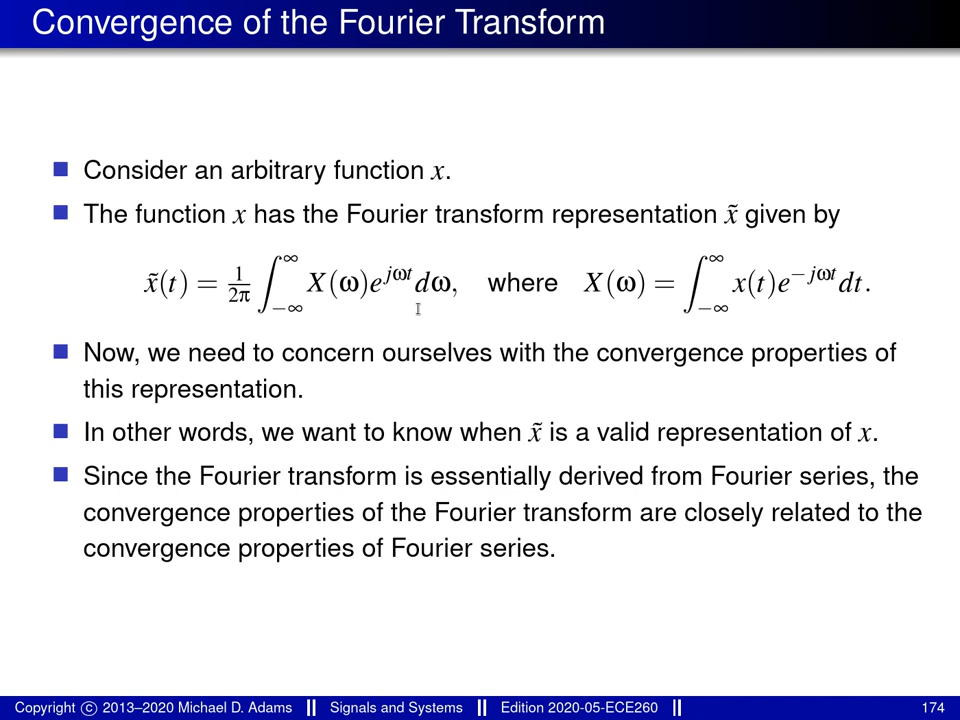 Convergence of the Fourier Transform
Consider an arbitrary function x.
The function x has the Fourier transform representation x̃ given by
x̃(t) = 1/2π ∫_{−∞}^{∞} X(ω)e^{jωt}dω, where X(ω) = ∫_{−∞}^{∞} x(t)e^{−jωt}dt.
Now, we need to concern ourselves with the convergence properties of
this representation.
In other words, we want to know when x̃ is a valid representation of x.
Since the Fourier transform is essentially derived from Fourier series, the
convergence properties of the Fourier transform are closely related to the
convergence properties of Fourier series.
Copyright © 2013–2020 Michael D. Adams Signals and Systems Edition 2020-05-ECE260 174